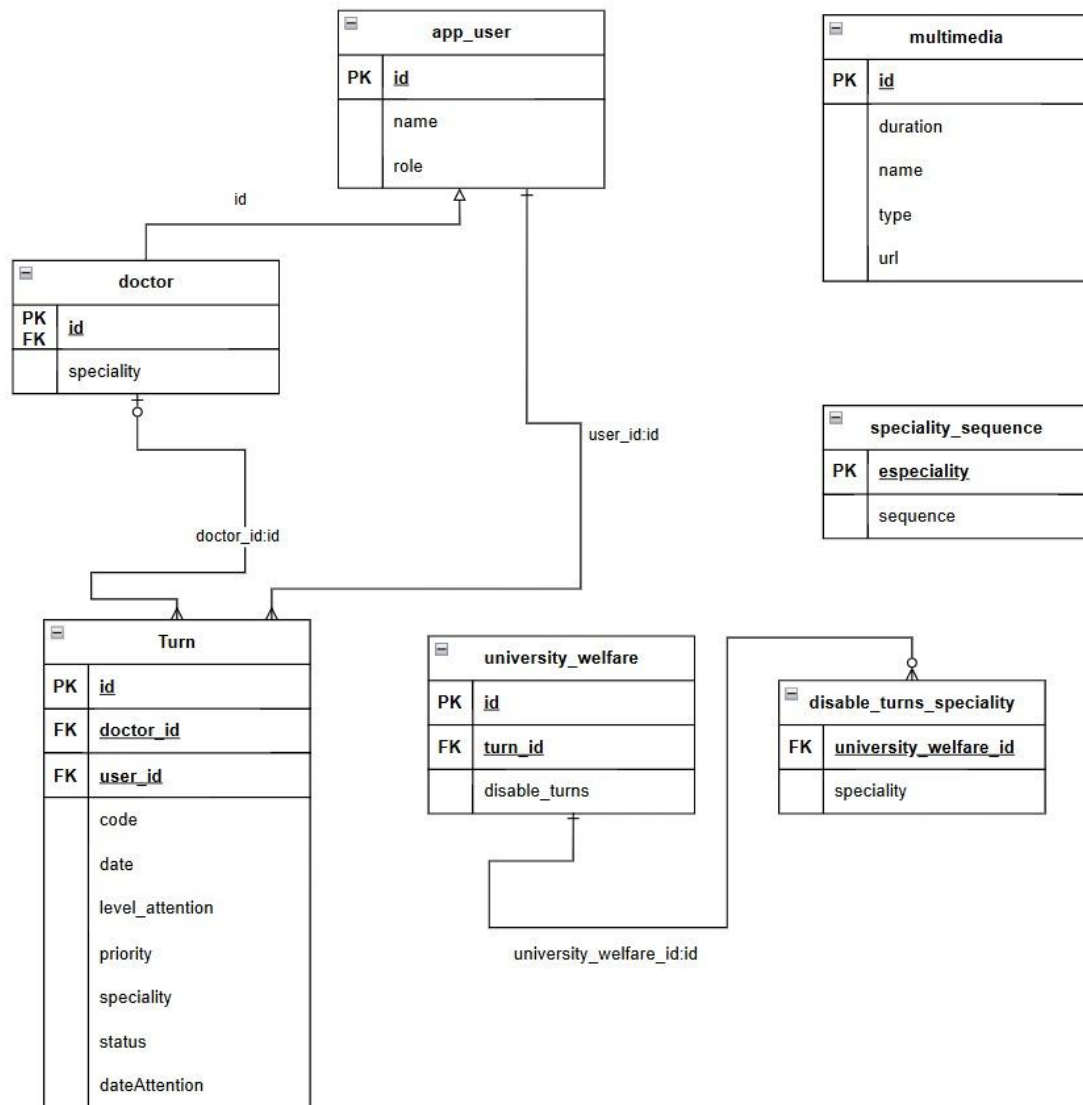 app_user
PK id
name
role
multimedia
PK id
duration
name
type
url
id
doctor
PK
FK
id
speciality
user_id:id
speciality_sequence
PK especiality
sequence
doctor_id:id
Turn
PK id
FK doctor_id
FK user_id
code
date
level_attention
priority
speciality
status
dateAttention
university_welfare
PK id
FK turn_id
disable_turns
disable_turns_speciality
FK university_welfare_id
speciality
university_welfare_id:id